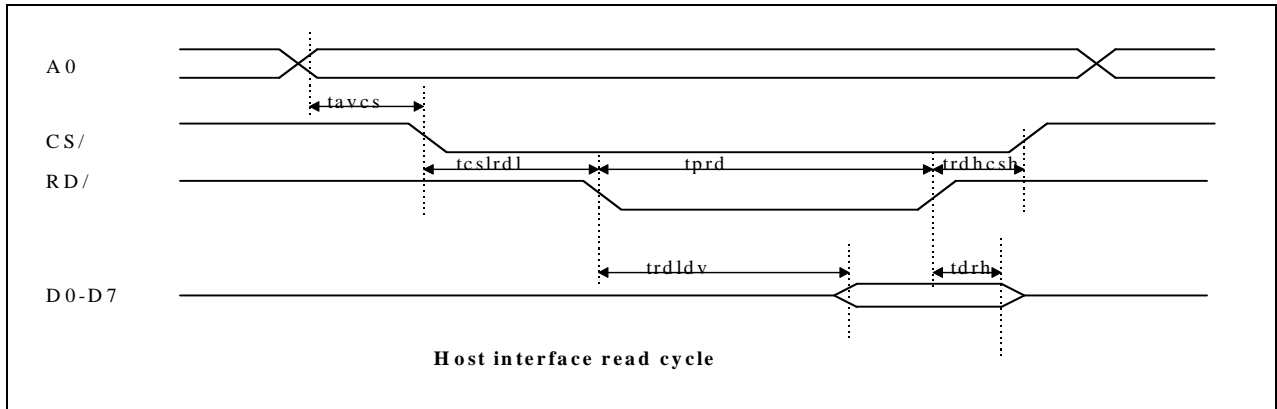 A0
tavcs
CS/
tcslrdl tprd trdhcsh
RD/
trdldv tdrh
D0-D7
Host interface read cycle